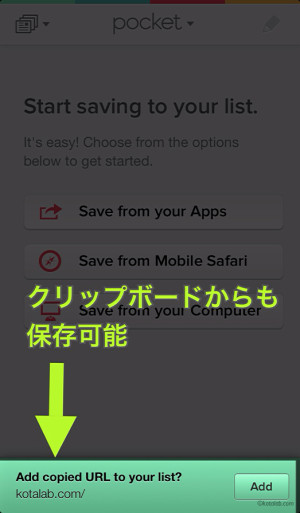 pocket
Start saving to your list.
It's easy! Choose from the options
below to get started.
Save from your Apps
Save from Mobile Safari
クリップボードからも
Save from your Computer
保存可能
Add copied URL to your list?
kotalab.com/
Add
©kotalab.com